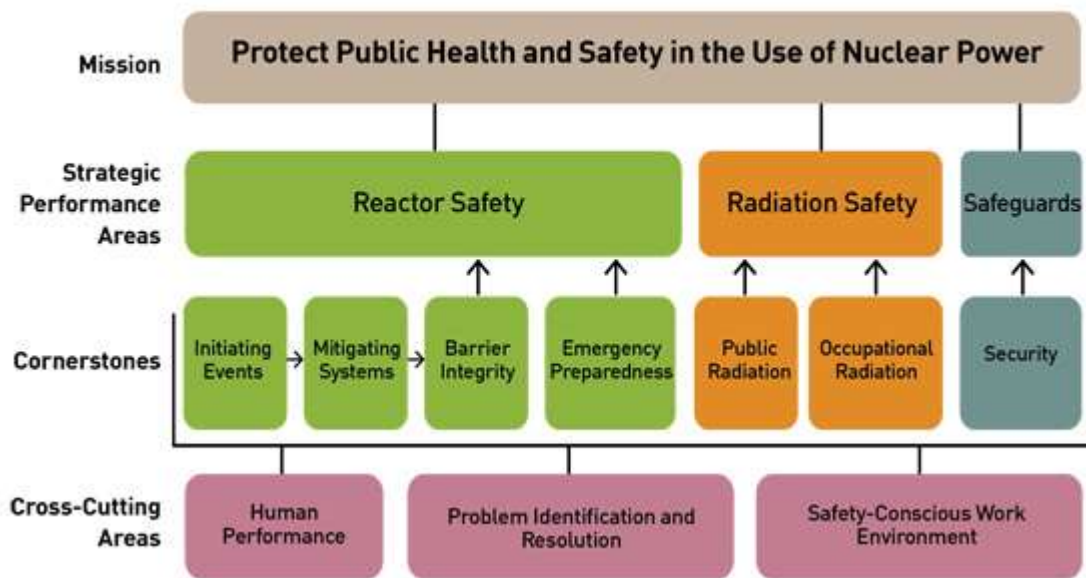 Mission
Protect Public Health and Safety in the Use of Nuclear Power
Strategic
Performance
Areas
Reactor Safety
Radiation Safety
Safeguards
Cornerstones
Initiating
Events
Mitigating
Systems
Barrier
Integrity
Emergency
Preparedness
Public
Radiation
Occupational
Radiation
Security
Cross-Cutting
Areas
Human
Performance
Problem Identification and
Resolution
Safety-Conscious Work
Environment